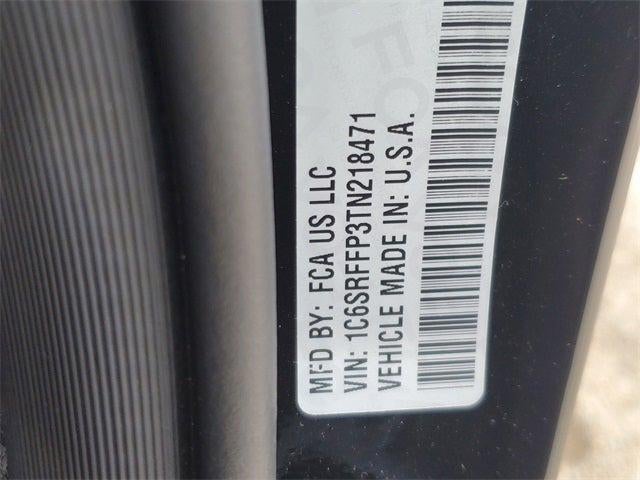 MFD BY: FCA US LLC
VIN: 1C6SRFFP3TN218471
VEHICLE MADE IN: U.S.A.